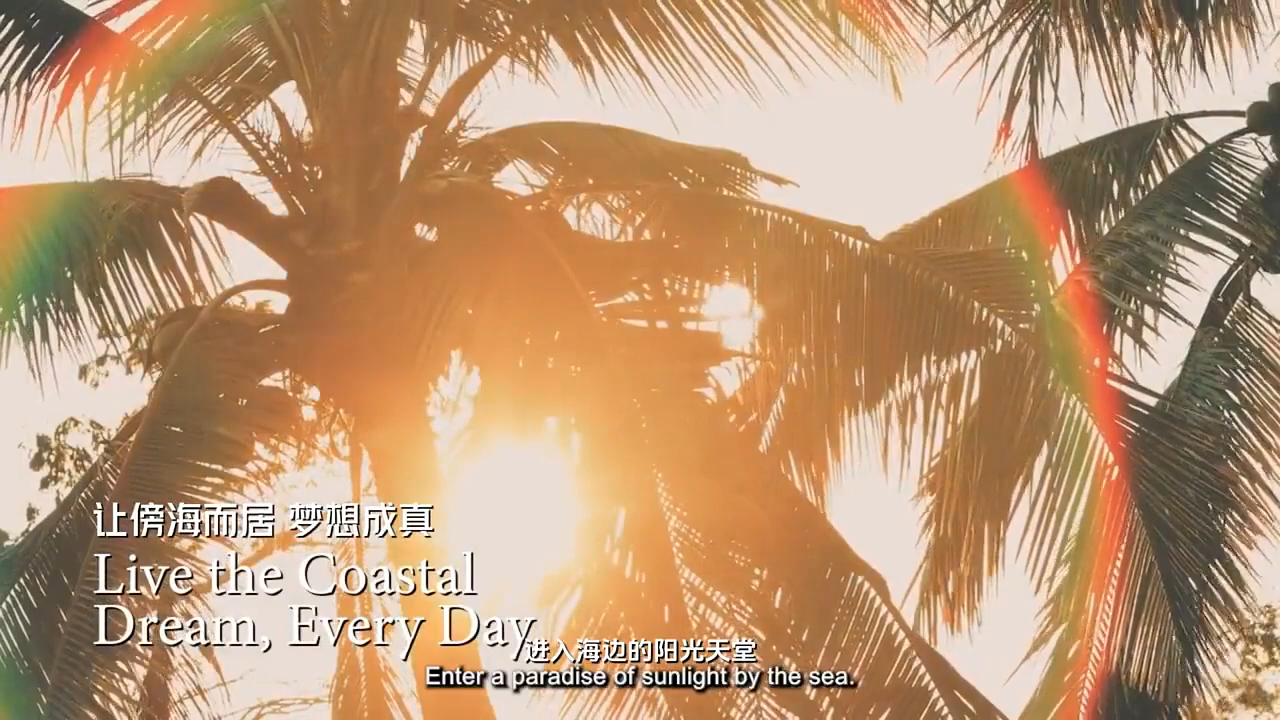 让傍海而居 梦想成真
Live the Coastal
Dream, Every Day
进入海边的阳光天堂
Enter a paradise of sunlight by the sea.